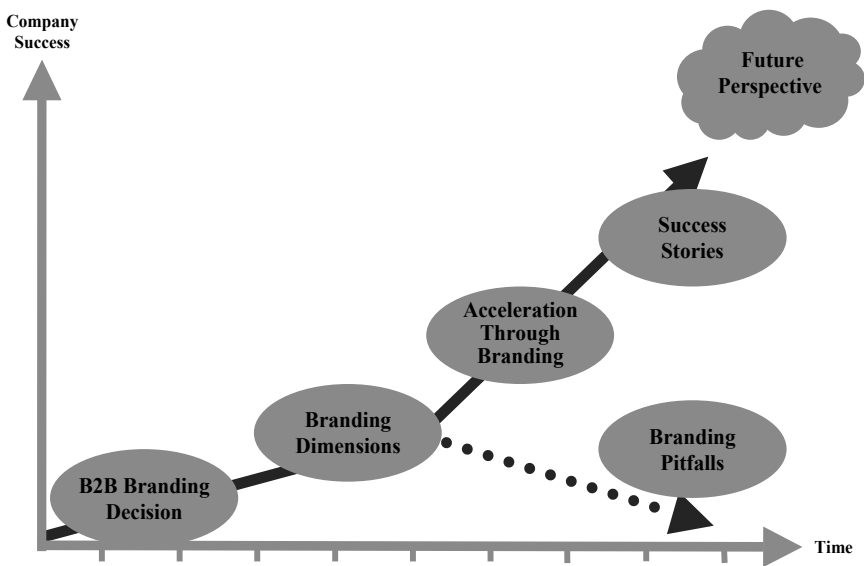 Company
Success
Future
Perspective
Success
Stories
Acceleration
Through
Branding
Branding
Dimensions
Branding
Pitfalls
B2B Branding
Decision
Time